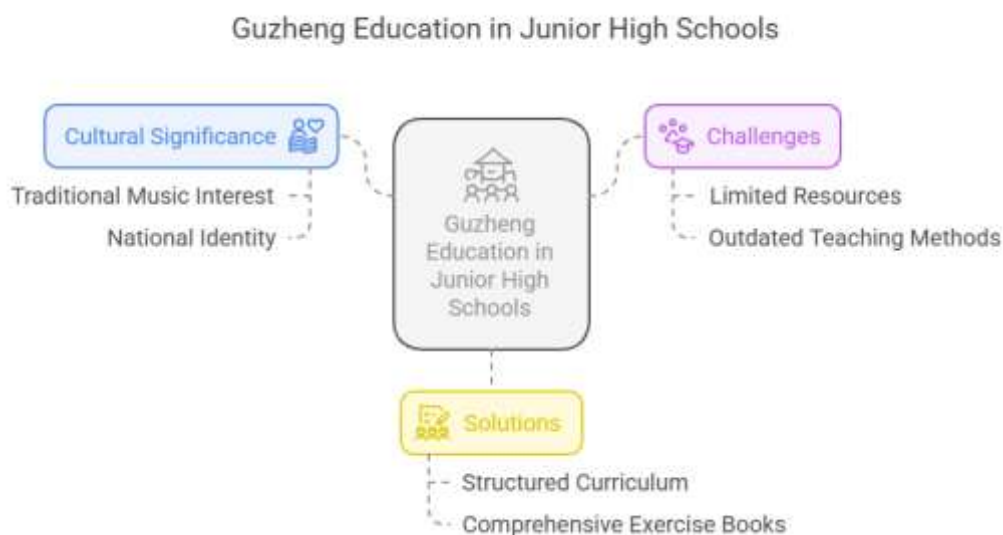 Guzheng Education in Junior High Schools
Cultural Significance
Traditional Music Interest
National Identity
Guzheng
Education in
Junior High
Schools
Challenges
Limited Resources
Outdated Teaching Methods
Solutions
Structured Curriculum
Comprehensive Exercise Books